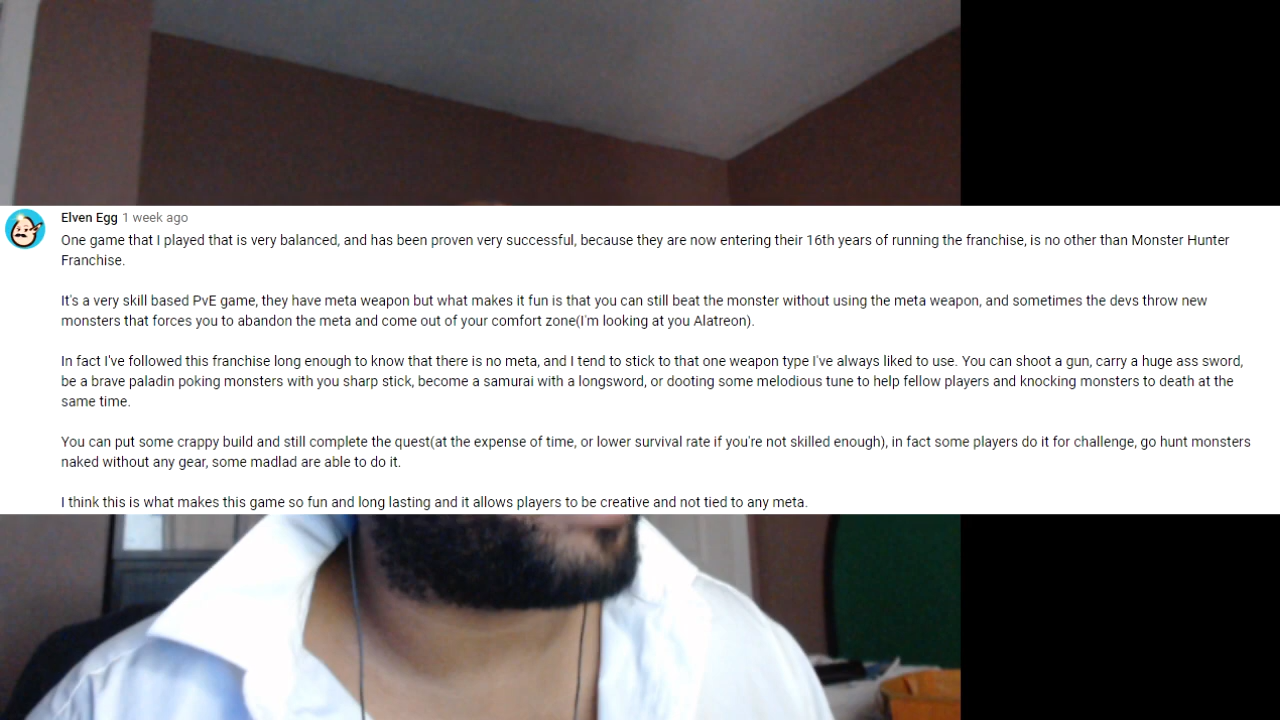 Elven Egg 1 week ago
One game that I played that is very balanced, and has been proven very successful, because they are now entering their 16th years of running the franchise, is no other than Monster Hunter
Franchise.
It's a very skill based PvE game, they have meta weapon but what makes it fun is that you can still beat the monster without using the meta weapon, and sometimes the devs throw new
monsters that forces you to abandon the meta and come out of your comfort zone(I'm looking at you Alatreon).
In fact I've followed this franchise long enough to know that there is no meta, and I tend to stick to that one weapon type I've always liked to use. You can shoot a gun, carry a huge ass sword,
be a brave paladin poking monsters with you sharp stick, become a samurai with a longsword, or dooting some melodious tune to help fellow players and knocking monsters to death at the
same time.
You can put some crappy build and still complete the quest(at the expense of time, or lower survival rate if you're not skilled enough), in fact some players do it for challenge, go hunt monsters
naked without any gear, some madlad are able to do it.
I think this is what makes this game so fun and long lasting and it allows players to be creative and not tied to any meta.